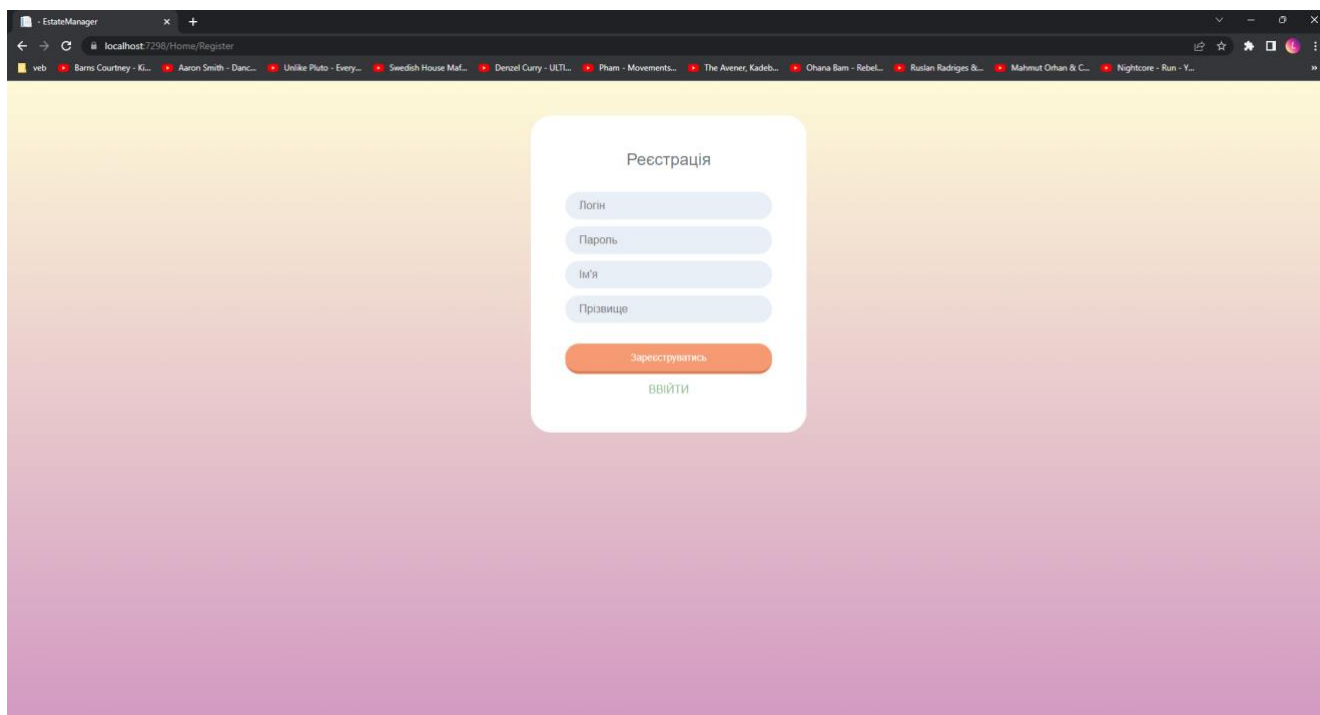 - EstateManager
localhost:7298/Home/Register
veb Barns Courtney - Ki... Aaron Smith - Danc... Unlike Pluto - Every... Swedish House Maf... Denzel Curry - ULTI... Pham - Movements... The Avener, Kadeb... Ohana Bam - Rebel... Ruslan Radriges &... Mahmut Orhan & C... Nightcore - Run - Y... »
Реєстрація
Логін
Пароль
Ім'я
Прізвище
Зареєструватись
ВВІЙТИ